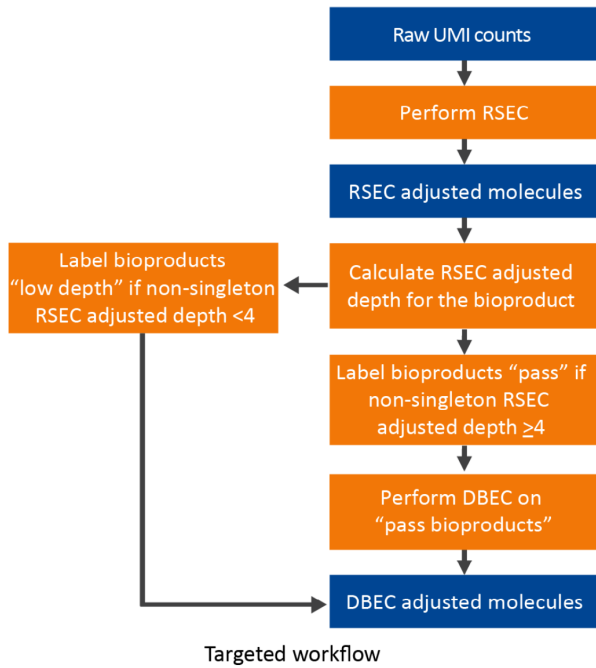 Raw UMI counts
Perform RSEC
RSEC adjusted molecules
Calculate RSEC adjusted
depth for the bioproduct
Label bioproducts
“low depth” if non-singleton
RSEC adjusted depth <4
Label bioproducts “pass” if
non-singleton RSEC
adjusted depth ≥4
Perform DBEC on
“pass bioproducts”
DBEC adjusted molecules
Targeted workflow